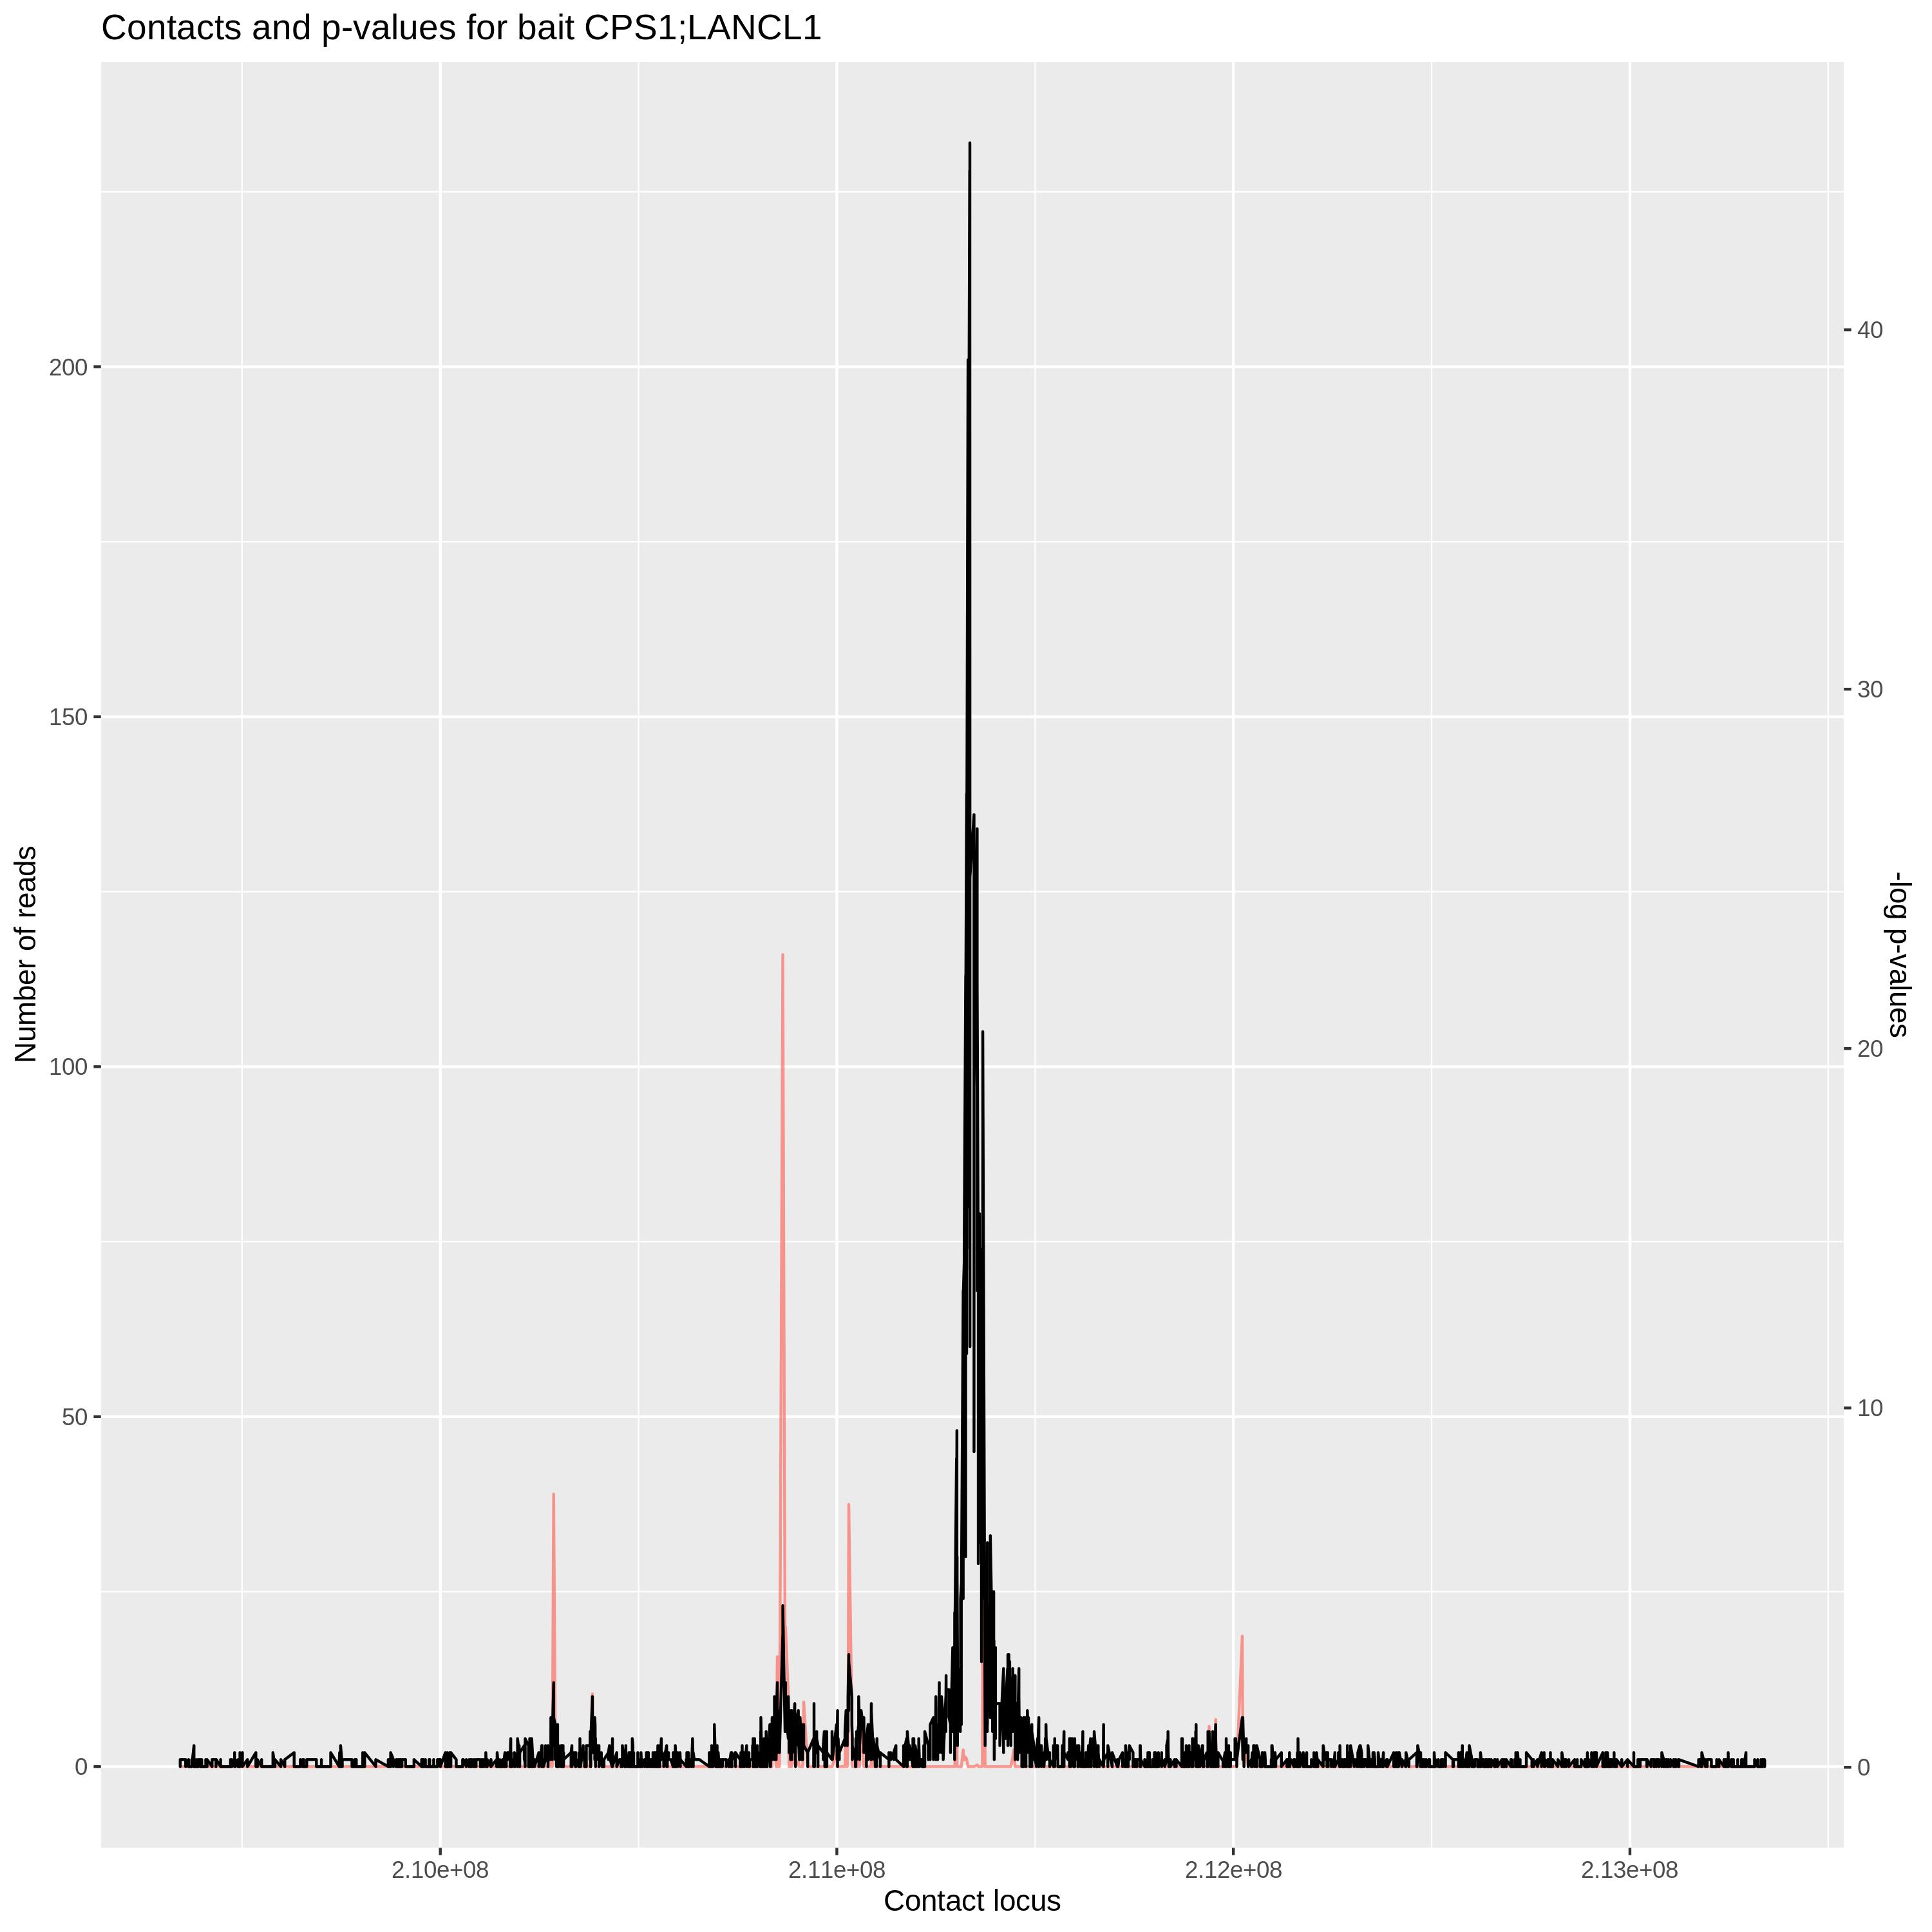 Contacts and p-values for bait CPS1;LANCL1
Number of reads
200
150
100
50
0
40
30
20
10
0
-log p-values
2.10e+08 2.11e+08 2.12e+08 2.13e+08
Contact locus